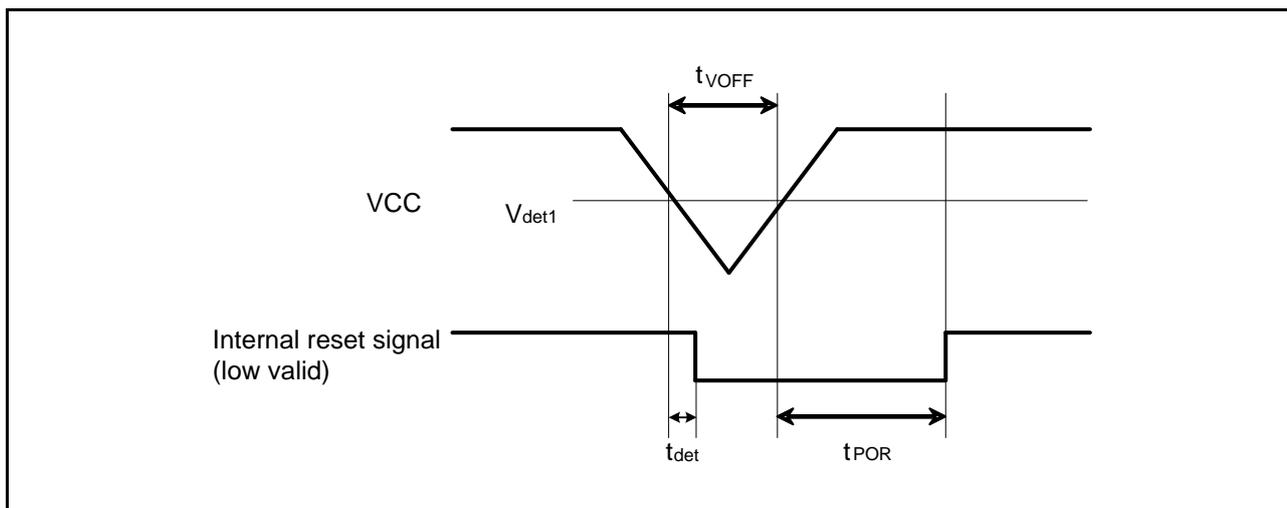 tVOFF
VCC
Vdet1
Internal reset signal
(low valid)
tdet
tPOR